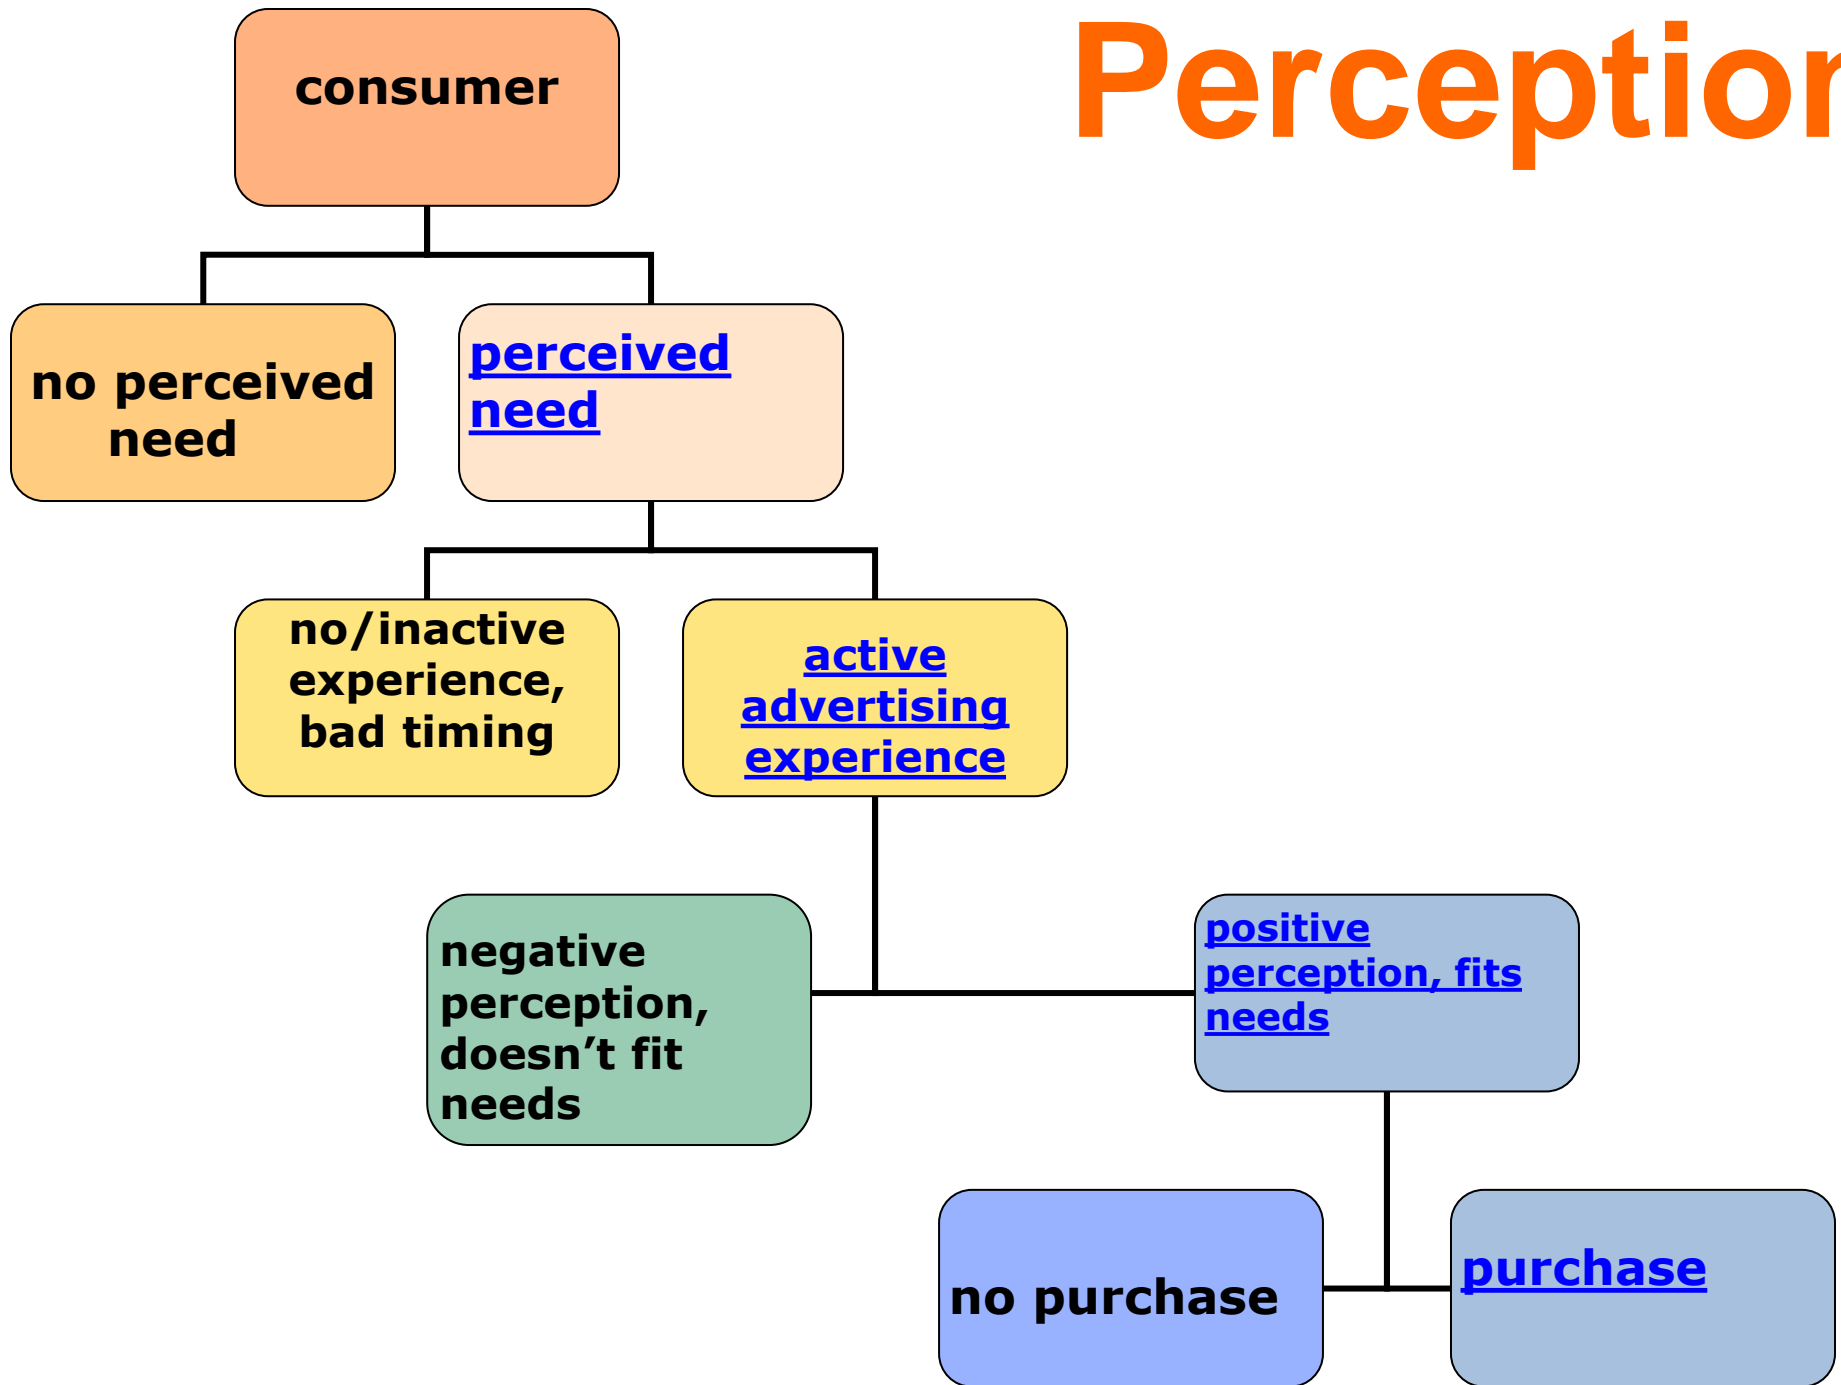 Perception
consumer
no perceived
need
perceived
need
no/inactive
experience,
bad timing
active
advertising
experience
negative
perception,
doesn’t fit
needs
positive
perception, fits
needs
no purchase
purchase